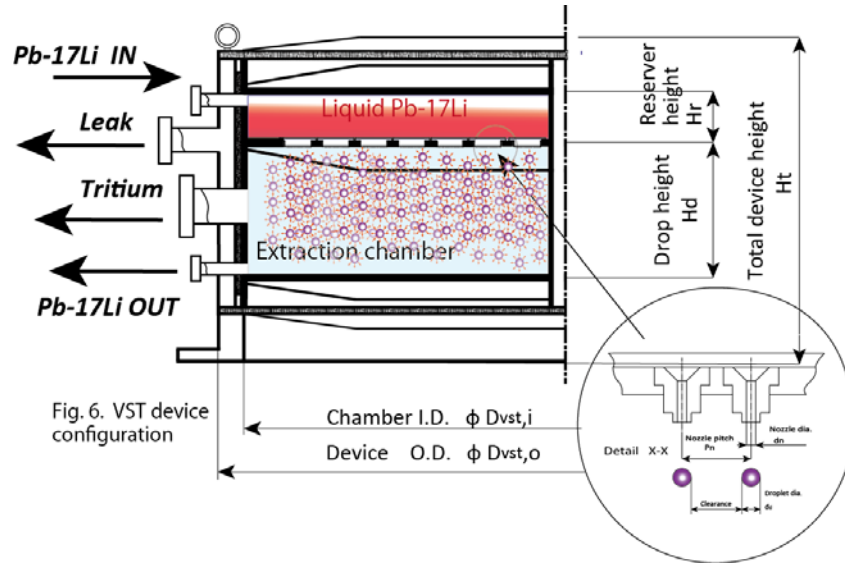 Pb-17Li IN
Leak
Tritium
Pb-17Li OUT
Liquid Pb-17Li
Extraction chamber
Reserver
height
Hr
Drop height
Hd
Total device height
Ht
Fig. 6. VST device
configuration
Chamber I.D. ϕ Dvst,i
Device O.D. ϕ Dvst,o
Nozzle dia.
dn
Nozzle pitch
Pn
Detail X-X
Droplet dia.
dd
Clearance